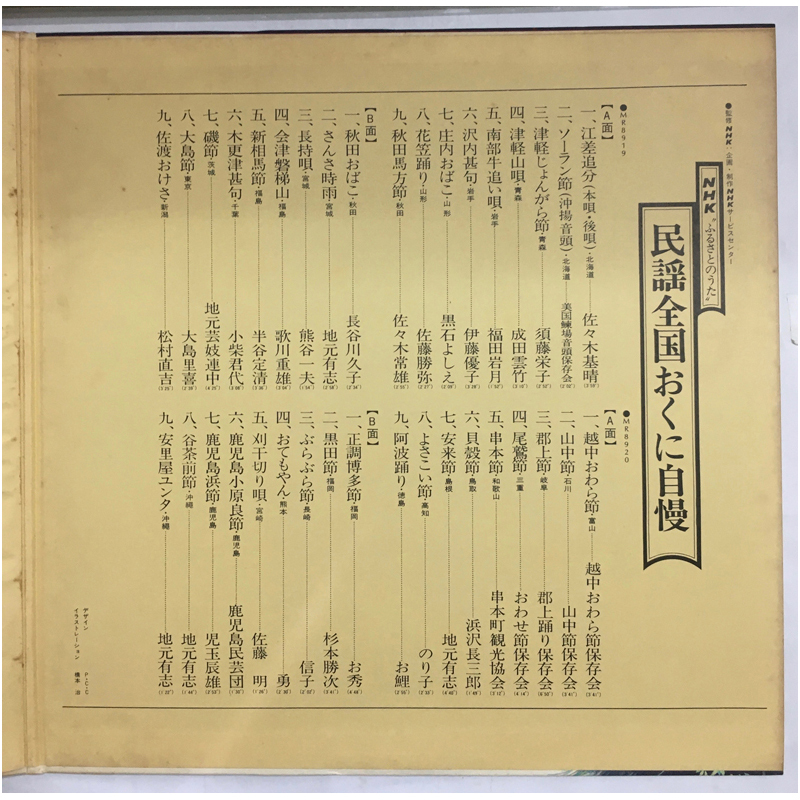 ●監修 NHK・企画・制作 NHKサービスセンター
NHK“ふるさとのうた”
民謡全国おくに自慢
●MR8919
【A面】
一、江差追分(本唄・後唄)・北海道 佐々木基晴
二、ソーラン節(沖揚音頭)・北海道 美国鰊場音頭保存会
三、津軽じょんがら節・青森 須藤栄子
四、津軽山唄・青森 成田雲竹
五、南部牛追い唄・岩手 福田岩月
六、沢内甚句・岩手 伊藤優子
七、庄内おばこ・山形 黒石よしえ
八、花笠踊り・山形 佐藤勝弥
九、秋田馬方節・秋田 佐々木常雄
【B面】
一、秋田おばこ・秋田 長谷川久子
二、さんさ時雨・宮城 地元有志
三、長持唄・宮城 熊谷一夫
四、会津磐梯山・福島 歌川重雄
五、新相馬節・福島 半谷定清
六、木更津甚句・千葉 小柴君代
七、磯節・茨城 地元芸妓連中
八、大島節・東京 大島里喜
九、佐渡おけさ・新潟 松村直吉
●MR8920
【A面】
一、越中おわら節・富山 越中おわら節保存会
二、山中節・石川 山中節保存会
三、郡上節・岐阜 郡上踊り保存会
四、尾鷲節・三重 おわせ節保存会
五、串本節・和歌山 串本町観光協会
六、貝殻節・鳥取 浜沢長三郎
七、安来節・島根 地元有志
八、よさこい節・高知 のり子
九、阿波踊り・徳島 お鯉
【B面】
一、正調博多節・福岡 お秀
二、黒田節・福岡 杉本勝次
三、ぶらぶら節・長崎 信子
四、おてもやん・熊本 勇
五、刈干切り唄・宮崎 佐藤明
六、鹿児島小原良節・鹿児島 鹿児島民芸団
七、鹿児島浜節・鹿児島 児玉辰雄
八、谷茶前節・沖縄 地元有志
九、安里屋ユンタ・沖縄 地元有志
デザイン
イラストレーション 橋本 治